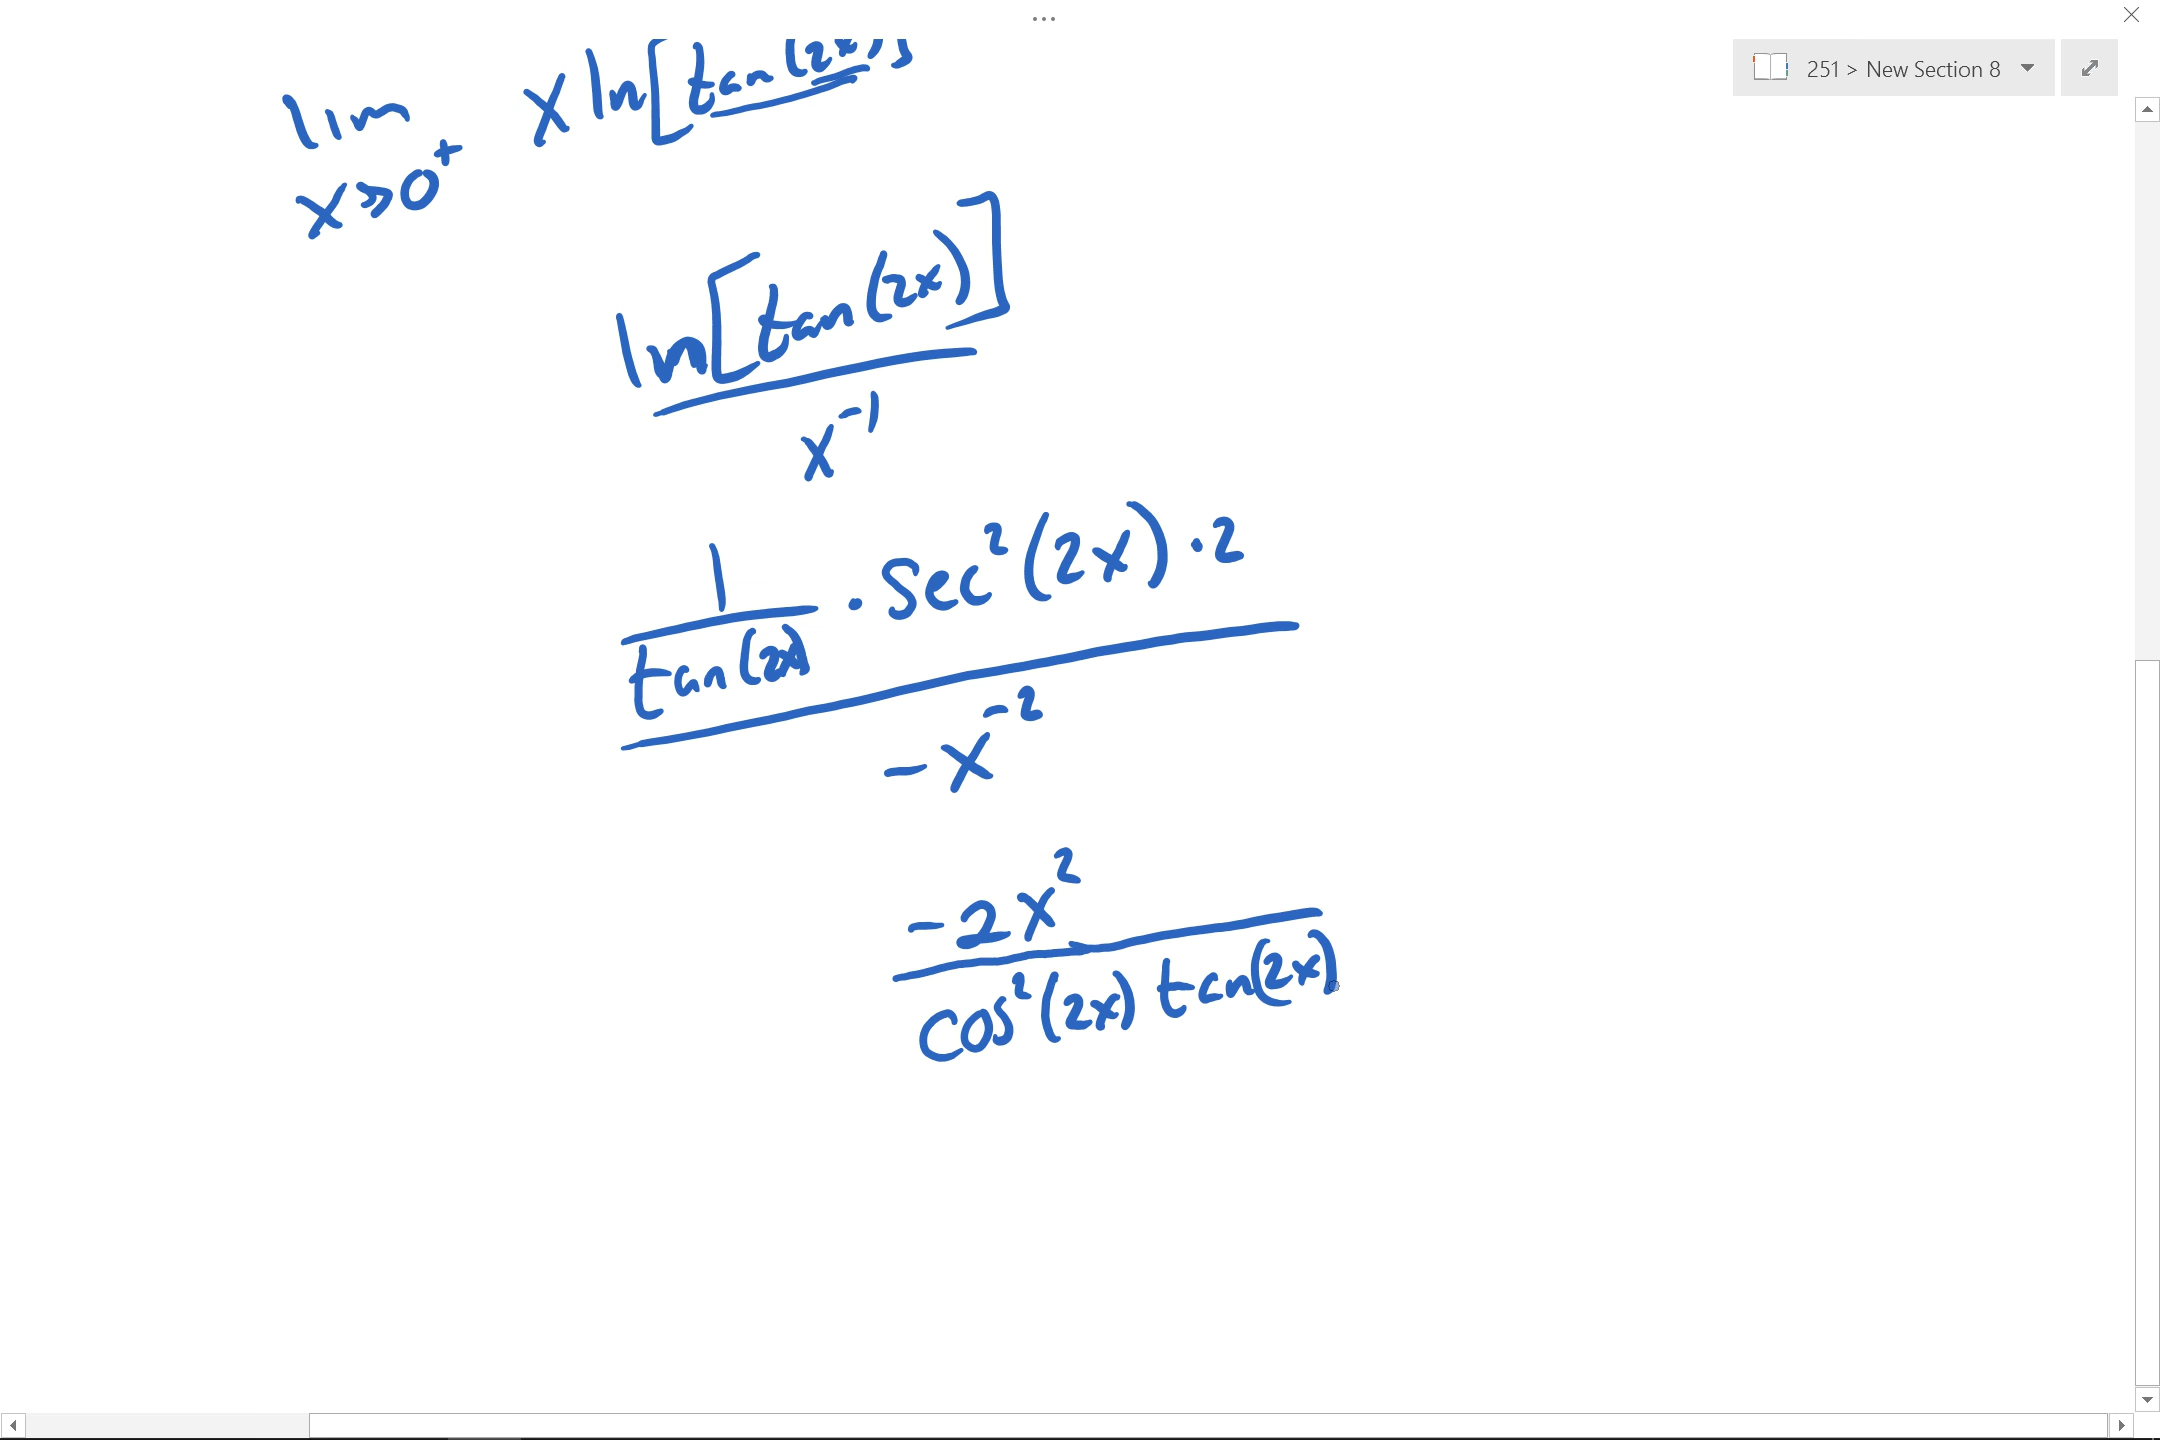 ...
251 > New Section 8
lim x ln[tan(2x)]
x→0⁺
ln[tan(2x)]
x⁻¹
1 · sec²(2x) · 2
tan(2x)
-x⁻²
-2x²
cos²(2x) tan(2x)